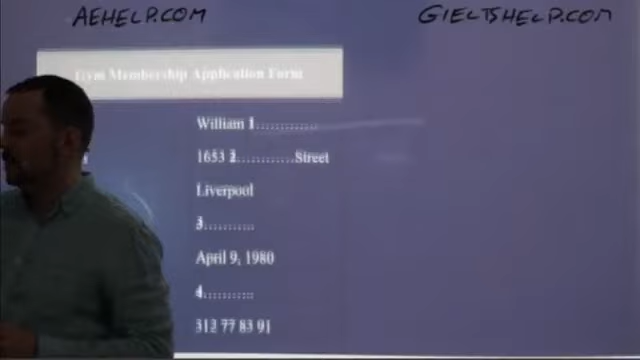 AEHELP.COM
GIELTSHELP.COM
Gym Membership Application Form
William 1.............
1653 2............Street
Liverpool
3...........
April 9, 1980
4...........
312 77 83 91